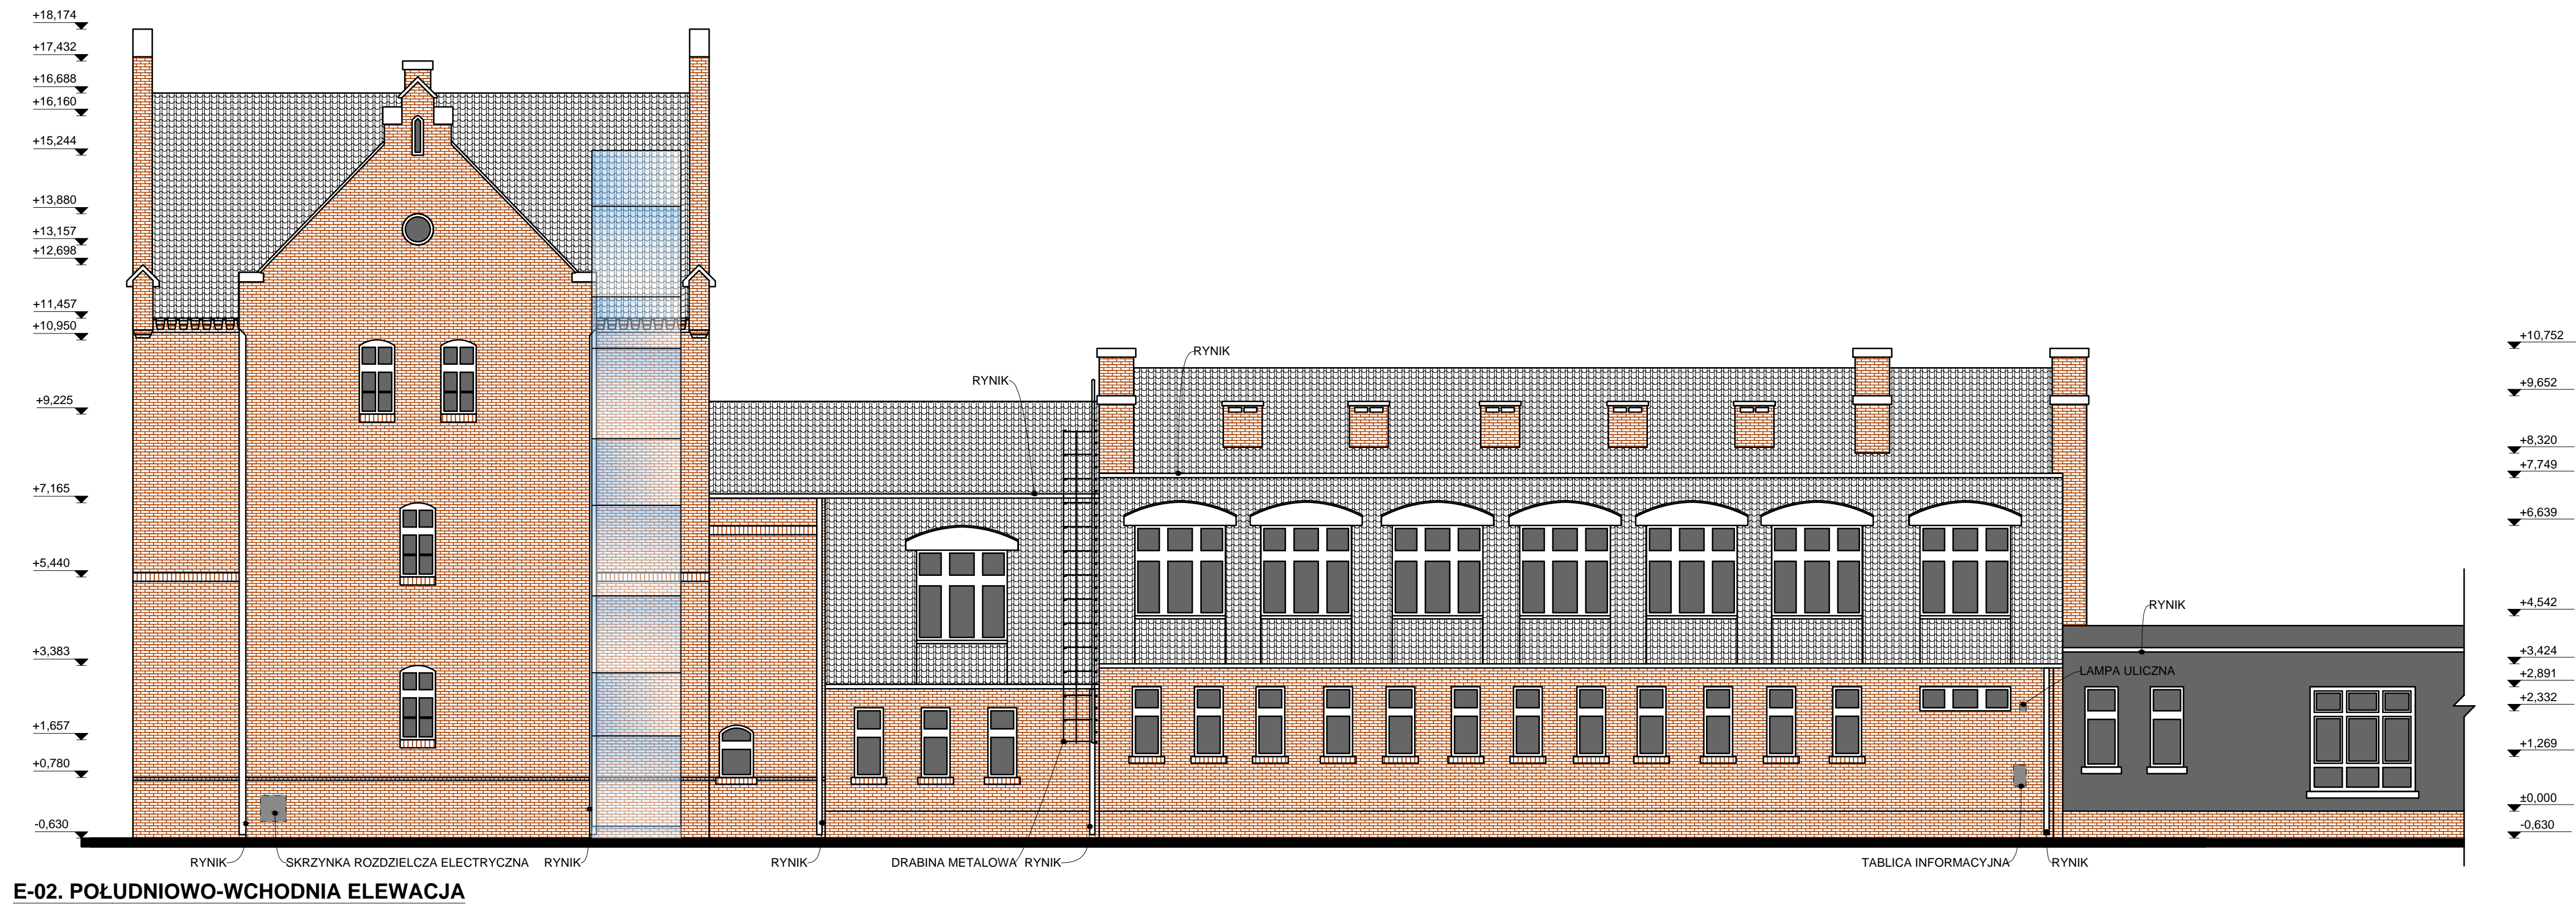 +18,174
+17,432
+16,688
+16,160
+15,244
+13,880
+13,157
+12,698
+11,457
+10,950
+9,225
+7,165
+5,440
+3,383
+1,657
+0,780
-0,630
RYNIK
RYNIK
RYNIK
LAMPA ULICZNA
+10,752
+9,652
+8,320
+7,749
+6,639
+4,542
+3,424
+2,891
+2,332
+1,269
±0,000
-0,630
RYNIK
SKRZYNKA ROZDZIELCZA ELECTRYCZNA
RYNIK
RYNIK
DRABINA METALOWA
RYNIK
TABLICA INFORMACYJNA
RYNIK
E-02. POŁUDNIOWO-WCHODNIA ELEWACJA